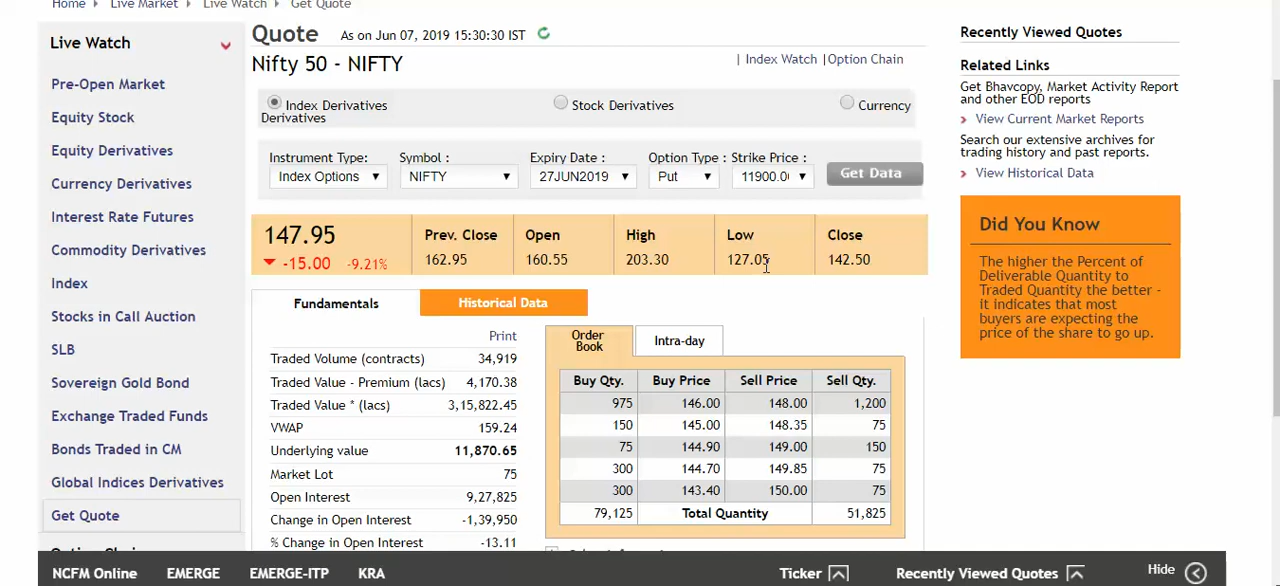 Home Live Market Live Watch Get Quote
Live Watch
Pre-Open Market
Equity Stock
Equity Derivatives
Currency Derivatives
Interest Rate Futures
Commodity Derivatives
Index
Stocks in Call Auction
SLB
Sovereign Gold Bond
Exchange Traded Funds
Bonds Traded in CM
Global Indices Derivatives
Get Quote
Quote As on Jun 07, 2019 15:30:30 IST
Nifty 50 - NIFTY
| Index Watch |Option Chain
Index Derivatives Stock Derivatives Currency
Derivatives
Instrument Type: Symbol : Expiry Date : Option Type : Strike Price :
Index Options NIFTY 27JUN2019 Put 11900.0 Get Data
147.95 Prev. Close Open High Low Close
-15.00 -9.21% 162.95 160.55 203.30 127.05 142.50
Fundamentals Historical Data
Print
Traded Volume (contracts) 34,919
Traded Value - Premium (lacs) 4,170.38
Traded Value * (lacs) 3,15,822.45
VWAP 159.24
Underlying value 11,870.65
Market Lot 75
Open Interest 9,27,825
Change in Open Interest -1,39,950
% Change in Open Interest -13.11
Order
Book
Intra-day
Buy Qty. Buy Price Sell Price Sell Qty.
975 146.00 148.00 1,200
150 145.00 148.35 75
75 144.90 149.00 150
300 144.70 149.85 75
300 143.40 150.00 75
79,125 Total Quantity 51,825
Recently Viewed Quotes
Related Links
Get Bhavcopy, Market Activity Report
and other EOD reports
View Current Market Reports
Search our extensive archives for
trading history and past reports.
View Historical Data
Did You Know
The higher the Percent of
Deliverable Quantity to
Traded Quantity the better -
it indicates that most
buyers are expecting the
price of the share to go up.
NCFM Online EMERGE EMERGE-ITP KRA Ticker Recently Viewed Quotes Hide